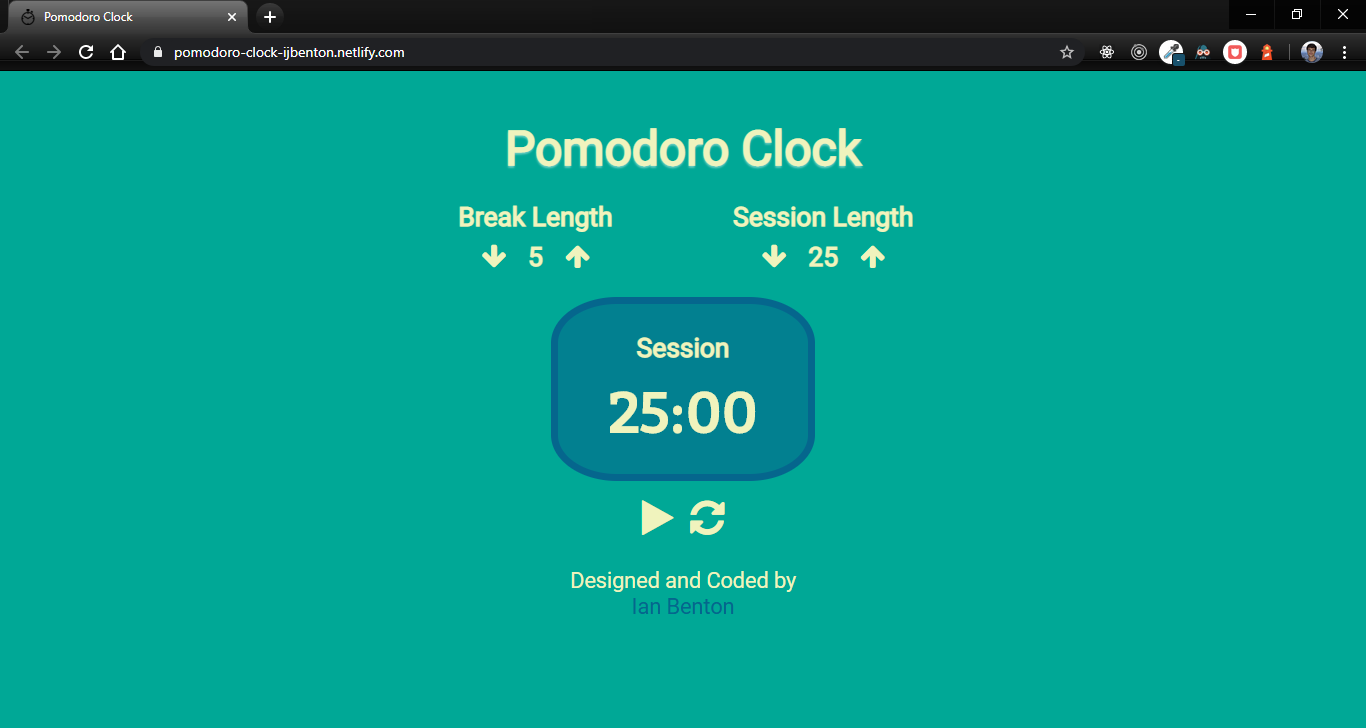 Pomodoro Clock
pomodoro-clock-ijbenton.netlify.com
Pomodoro Clock
Break Length
5
Session Length
25
Session
25:00
Designed and Coded by
Ian Benton